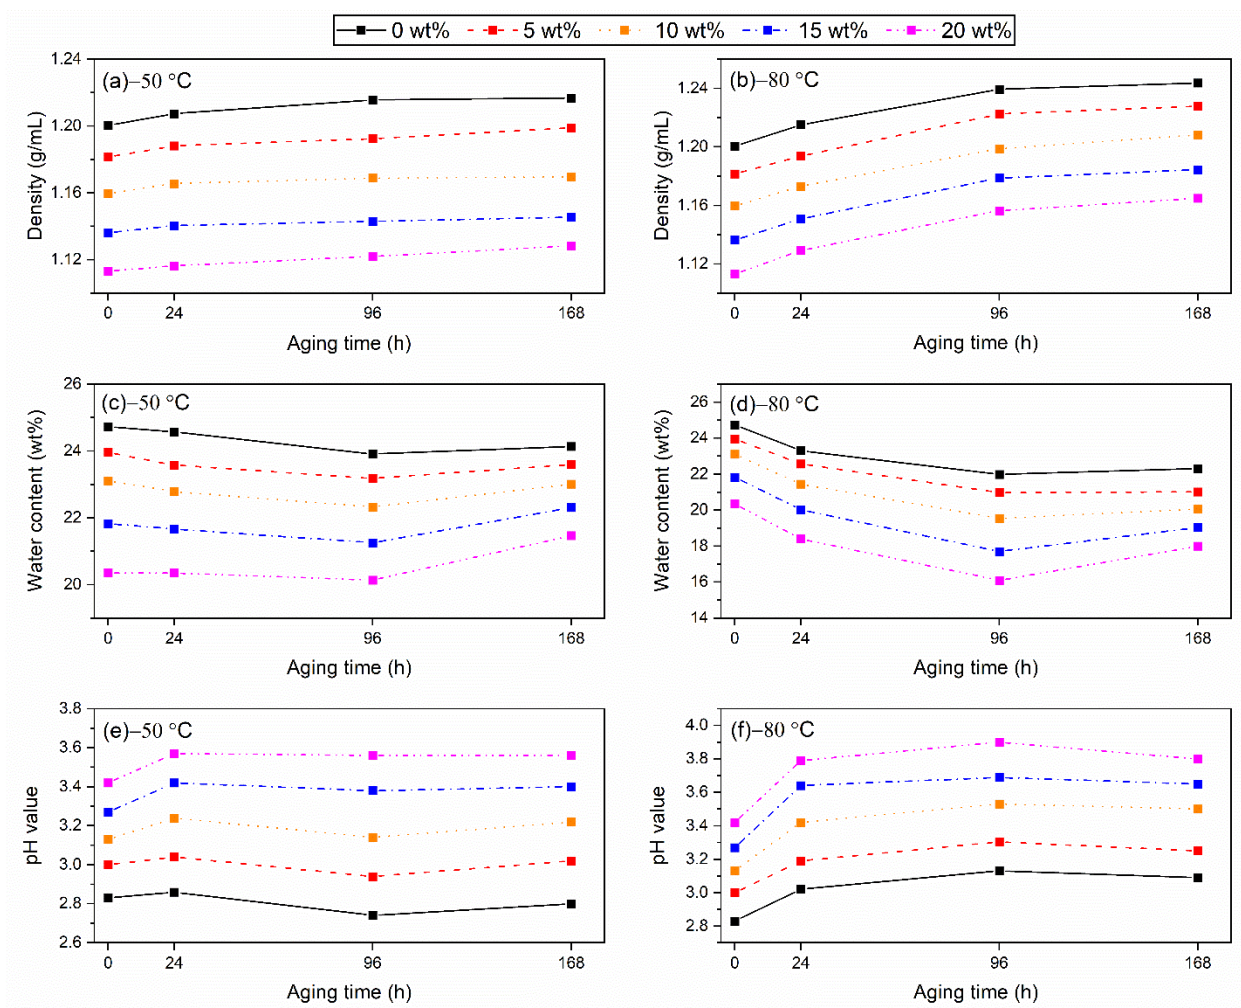 0 wt% 5 wt% 10 wt% 15 wt% 20 wt%
(a)–50 °C
Density (g/mL)
1.24
1.20
1.16
1.12
0 24 96 168
Aging time (h)
(b)–80 °C
Density (g/mL)
1.24
1.20
1.16
1.12
0 24 96 168
Aging time (h)
(c)–50 °C
Water content (wt%)
26
24
22
20
0 24 96 168
Aging time (h)
(d)–80 °C
Water content (wt%)
26
24
22
20
18
16
14
0 24 96 168
Aging time (h)
(e)–50 °C
pH value
3.8
3.6
3.4
3.2
3.0
2.8
2.6
0 24 96 168
Aging time (h)
(f)–80 °C
pH value
4.0
3.8
3.6
3.4
3.2
3.0
2.8
0 24 96 168
Aging time (h)